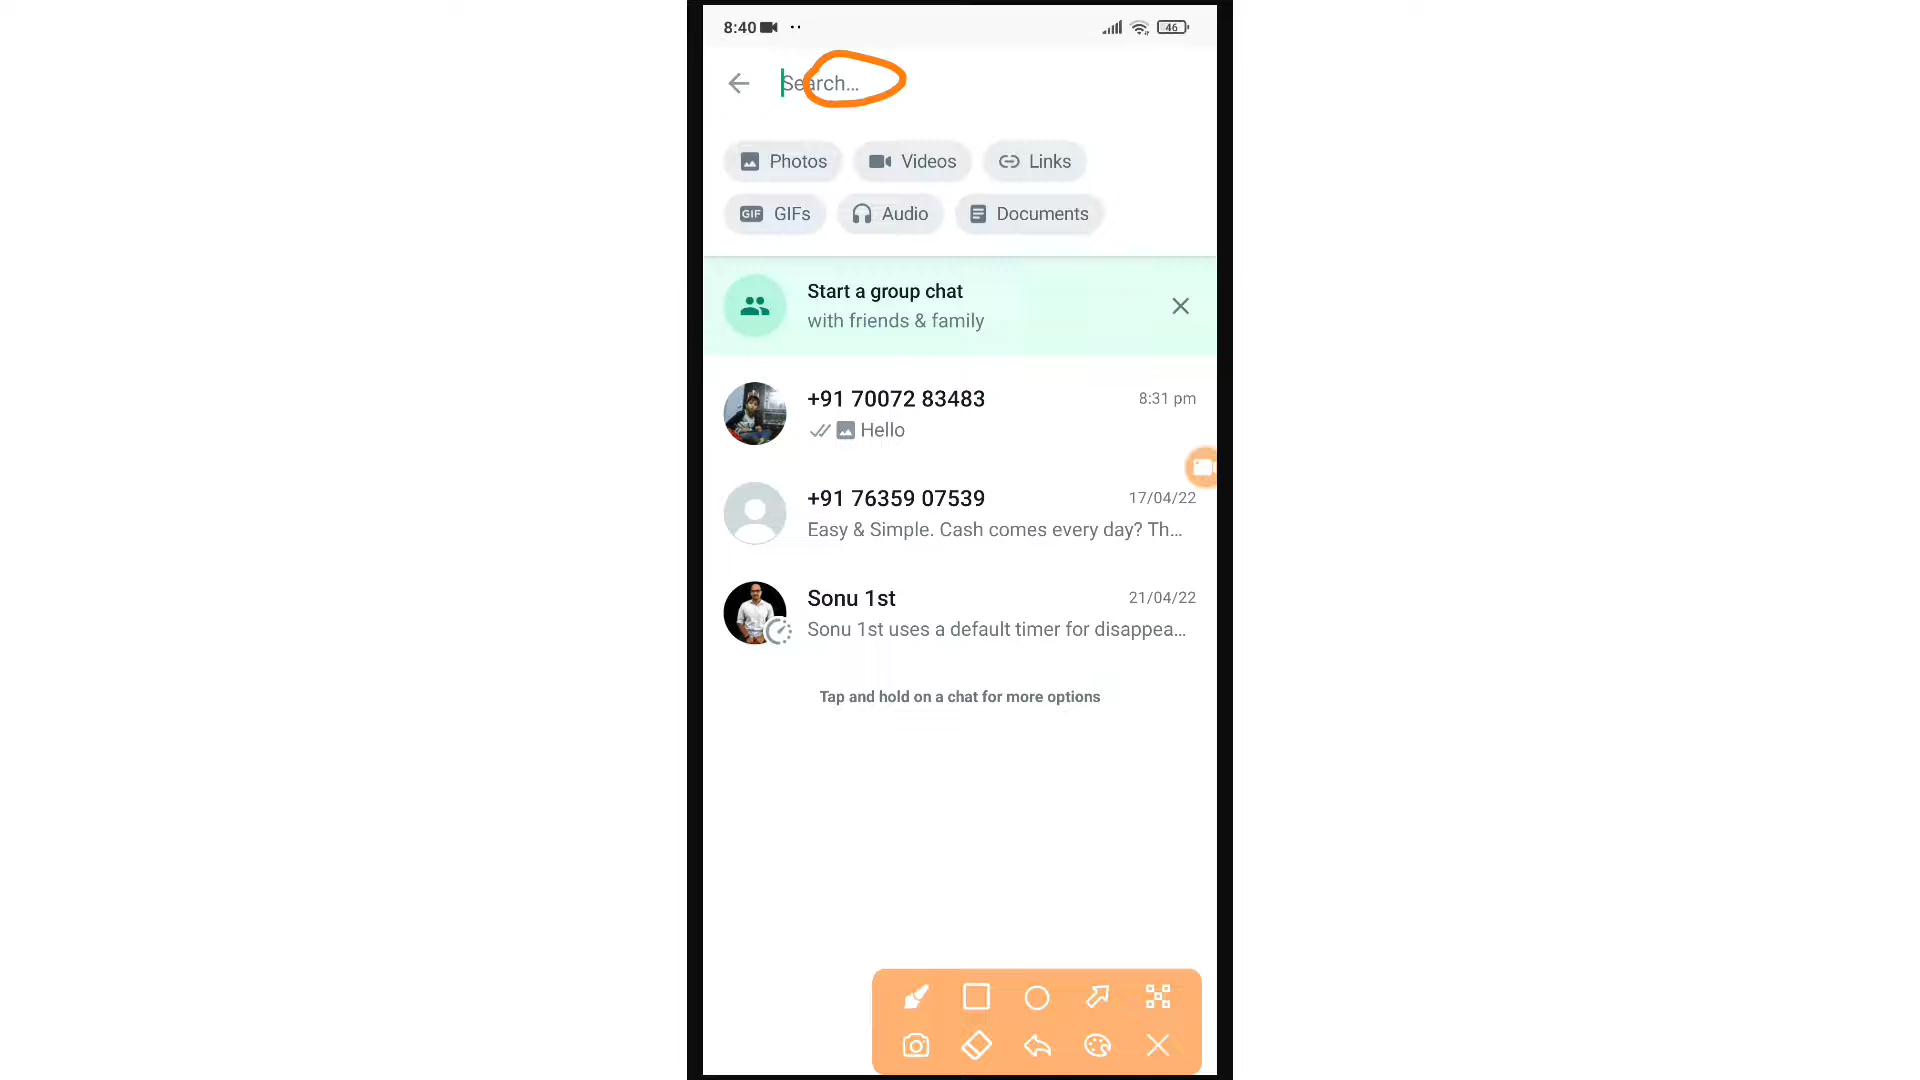 8:40
46
Search...
Photos
Videos
Links
GIF GIFs
Audio
Documents
Start a group chat
with friends & family
+91 70072 83483
8:31 pm
Hello
+91 76359 07539
17/04/22
Easy & Simple. Cash comes every day? Th...
Sonu 1st
21/04/22
Sonu 1st uses a default timer for disappea...
Tap and hold on a chat for more options